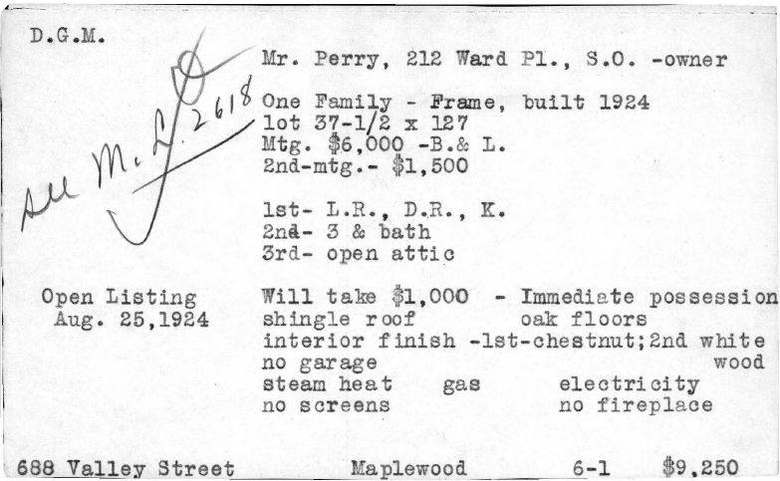 D.G.M.
Mr. Perry, 212 Ward Pl., S.O. -owner
see M.L. 2618
One Family - Frame, built 1924
lot 37-1/2 x 127
Mtg. $6,000 -B.& L.
2nd-mtg.- $1,500
1st- L.R., D.R., K.
2nd- 3 & bath
3rd- open attic
Open Listing Will take $1,000 - Immediate possession
Aug. 25,1924 shingle roof oak floors
interior finish -1st-chestnut;2nd white
no garage wood
steam heat gas electricity
no screens no fireplace
688 Valley Street Maplewood 6-1 $9,250